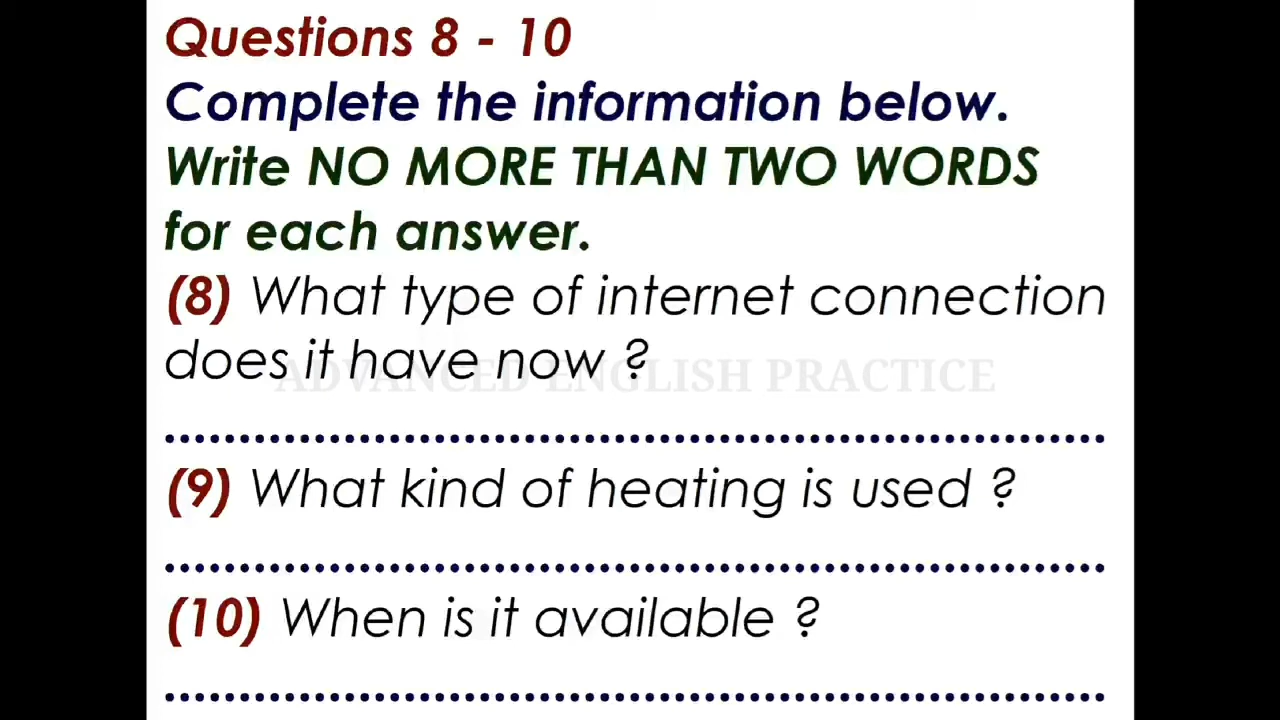 Questions 8 - 10
Complete the information below.
Write NO MORE THAN TWO WORDS
for each answer.
(8) What type of internet connection
does it have now ?
ADVANCED ENGLISH PRACTICE
...............................................................
(9) What kind of heating is used ?
...............................................................
(10) When is it available ?
...............................................................